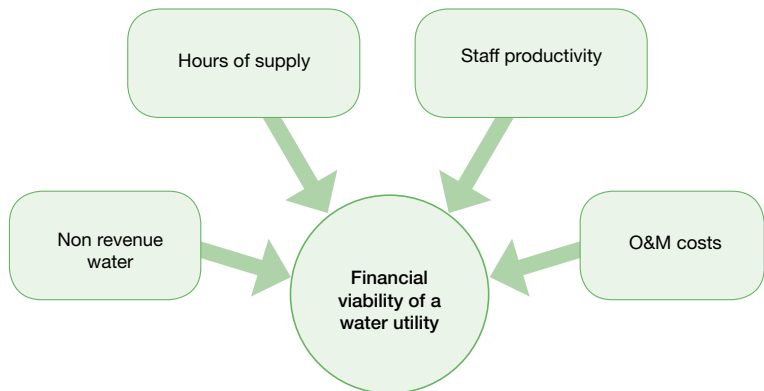 Hours of supply
Staff productivity
Non revenue
water
O&M costs
Financial
viability of a
water utility